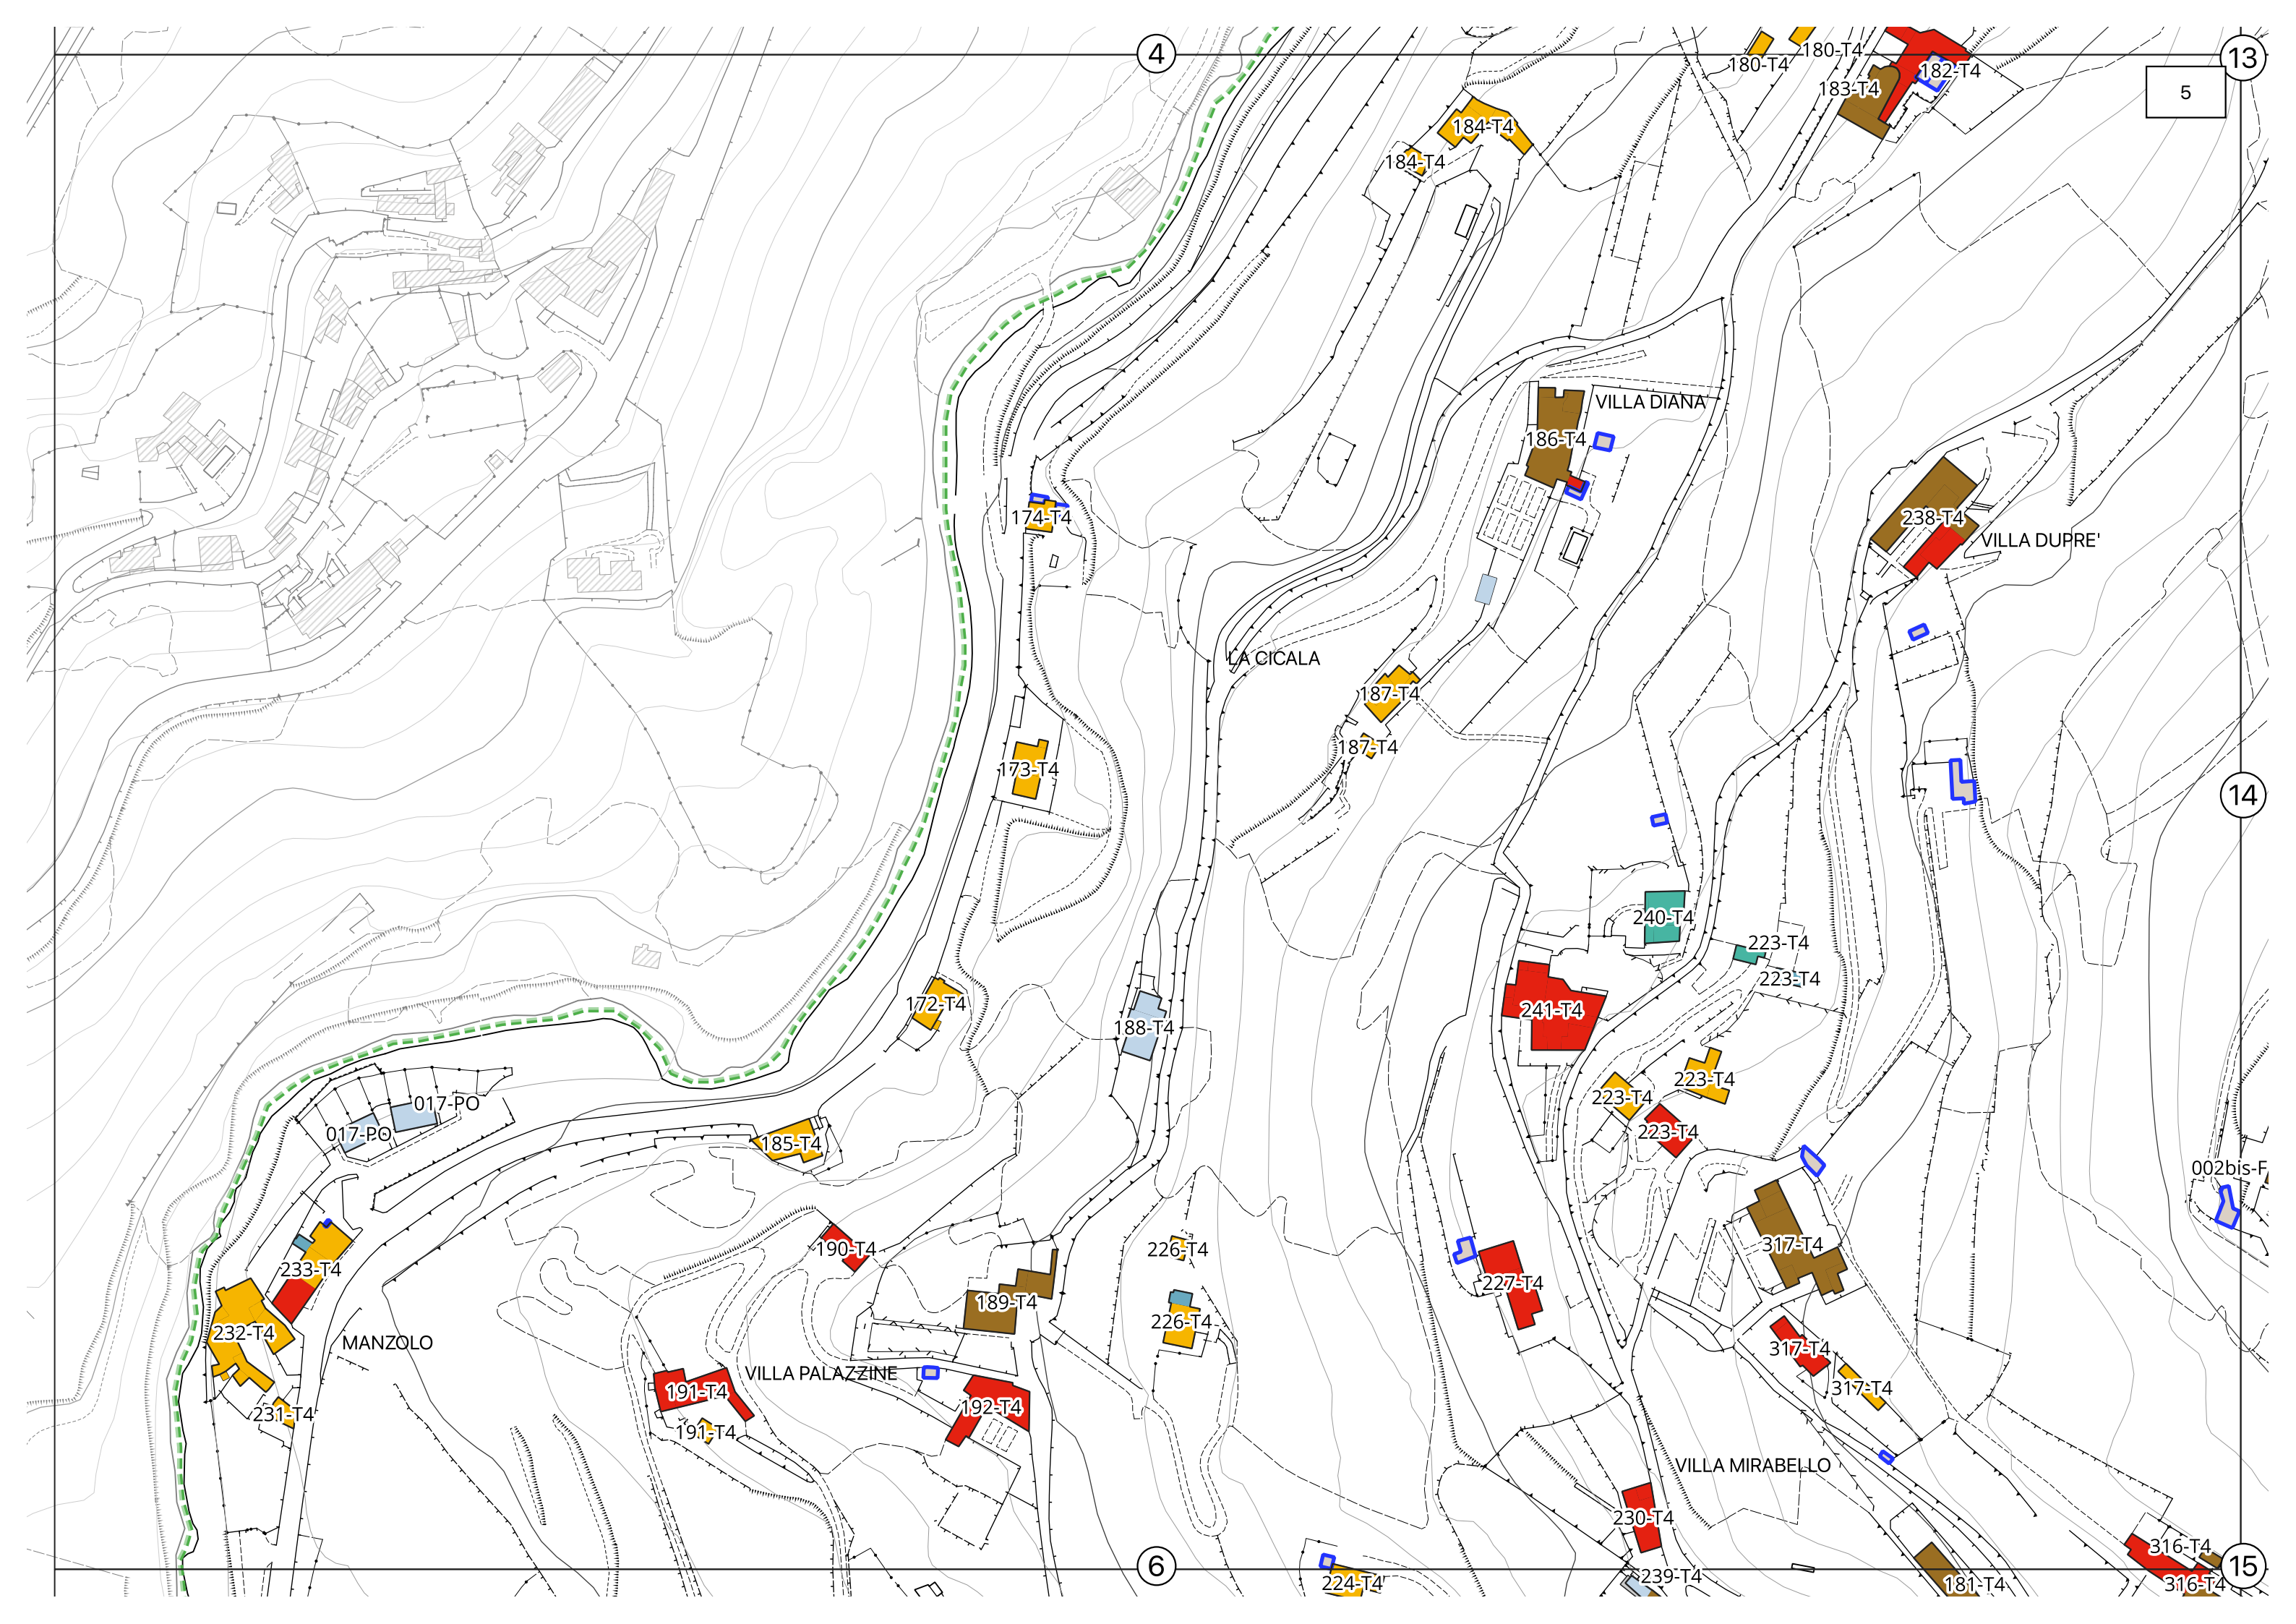 4
13
5
180-T4
180-T4
182-T4
183-T4
184-T4
184-T4
VILLA DIANA
186-T4
174-T4
238-T4
VILLA DUPRE'
LA CICALA
187-T4
187-T4
173-T4
14
240-T4
223-T4
223-T4
172-T4
241-T4
188-T4
223-T4
223-T4
017-PO
017-PO
223-T4
185-T4
002bis-F
317-T4
190-T4
226-T4
233-T4
227-T4
189-T4
226-T4
232-T4
MANZOLO
317-T4
VILLA PALAZZINE
191-T4
317-T4
192-T4
231-T4
191-T4
VILLA MIRABELLO
230-T4
316-T4
6
15
239-T4
224-T4
181-T4
316-T4